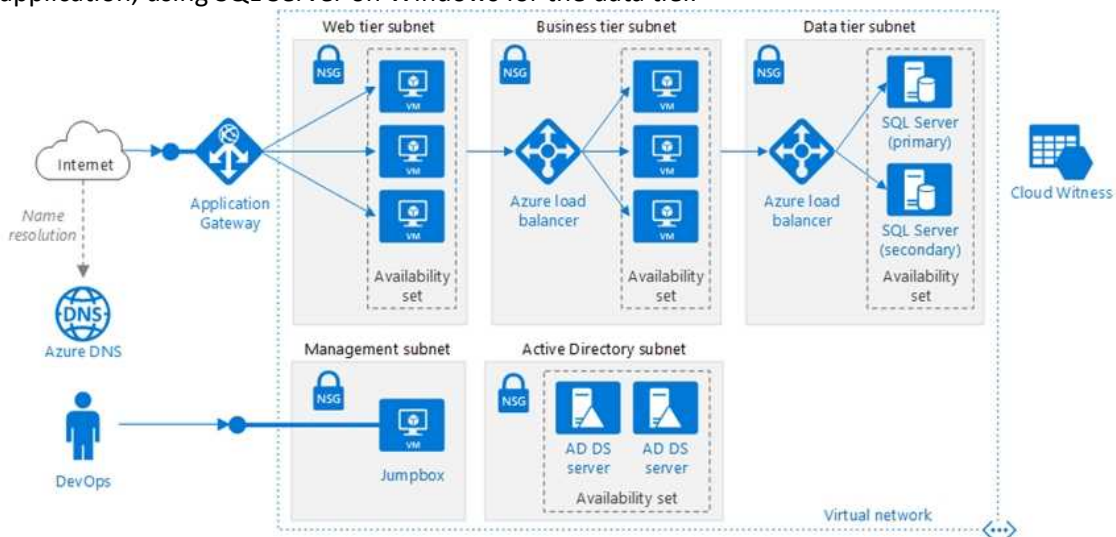 application, using SQL Server on Windows for the data tier.
Web tier subnet
Business tier subnet
Data tier subnet
NSG
VM
VM
VM
Availability
set
NSG
Azure load
balancer
VM
VM
VM
Availability
set
NSG
Azure load
balancer
SQL Server
(primary)
SQL Server
(secondary)
Availability
set
Cloud Witness
Internet
Application
Gateway
Name
resolution
DNS
Azure DNS
Management subnet
NSG
VM
Jumpbox
Active Directory subnet
NSG
AD DS
server
AD DS
server
Availability set
DevOps
Virtual network